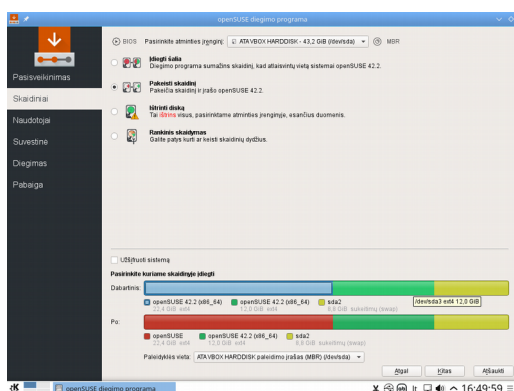 openSUSE diegimo programa
BIOS Pasirinkite atminties įrenginį: ATA VBOX HARDDISK - 43,2 GiB (/dev/sda) MBR
Pasisveikinimas
Skaidiniai
Naudotojai
Suvestinė
Diegimas
Pabaiga
Įdiegti šalia
Diegimo programa sumažins skaidinį, kad atlaisvintų vietą sistemai openSUSE 42.2.
Pakeisti skaidinį
Pakeičia skaidinį ir įrašo openSUSE 42.2.
Ištrinti diską
Tai ištrins visus, pasirinktame atminties įrenginyje, esančius duomenis.
Rankinis skaidymas
Galite patys kurti ar keisti skaidinių dydžius.
Užšifruoti sistemą
Pasirinkite kuriame skaidinyje įdiegti
Dabartinis:
openSUSE 42.2 (x86_64) openSUSE 42.2 (x86_64) sda2
22,4 GiB ext4 12,0 GiB ext4 8,8 GiB sukeitimų (swap)
/dev/sda3 ext4 12,0 GiB
Po:
openSUSE openSUSE 42.2 (x86_64) sda2
22,4 GiB ext4 12,0 GiB ext4 8,8 GiB sukeitimų (swap)
Paleidyklės vieta: ATA VBOX HARDDISK paleidimo įrašas (MBR) (/dev/sda)
Atgal Kitas Atšaukti
openSUSE diegimo programa lt 16:49:59